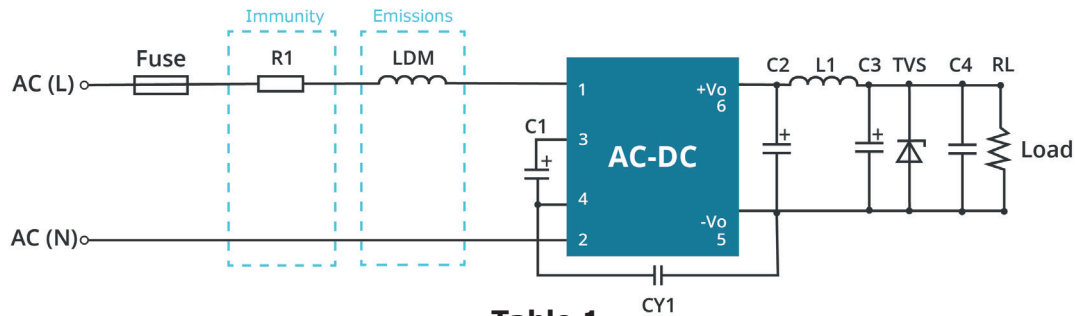 Immunity
Emissions
Fuse
R1
LDM
C2
L1
C3
TVS
C4
RL
AC (L)
1
+Vo
6
C1
3
AC-DC
Load
4
-Vo
5
AC (N)
2
CY1
Table 1